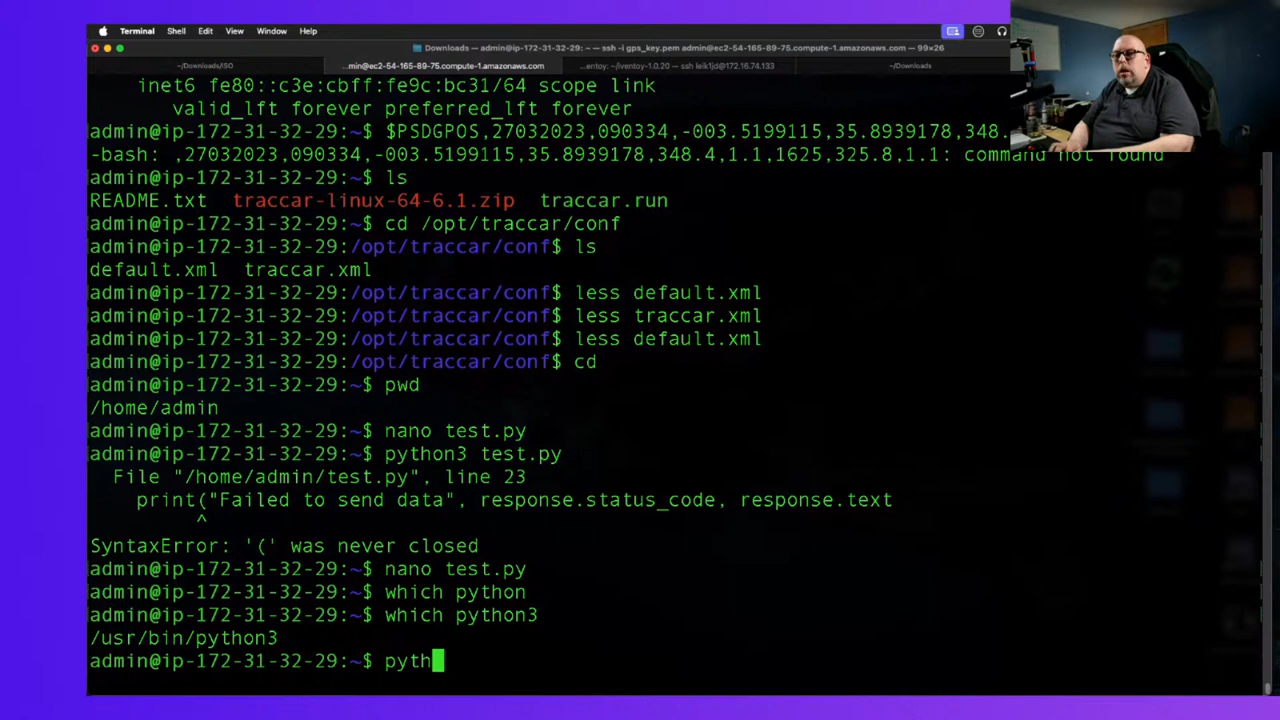 Terminal Shell Edit View Window Help
Downloads — admin@ip-172-31-32-29: ~ — ssh -i gps_key.pem admin@ec2-54-165-89-75.compute-1.amazonaws.com — 99×26
~/Downloads/ISO ...min@ec2-54-165-89-75.compute-1.amazonaws.com ...entoy: ~/ventoy-1.0.20 — ssh leik1jd@172.16.74.133 ~/Downloads
inet6 fe80::c3e:cbff:fe9c:bc31/64 scope link
valid_lft forever preferred_lft forever
admin@ip-172-31-32-29:~$ $PSDGPOS,27032023,090334,-003.5199115,35.8939178,348.
-bash: ,27032023,090334,-003.5199115,35.8939178,348.4,1.1,1625,325.8,1.1: command not found
admin@ip-172-31-32-29:~$ ls
README.txt traccar-linux-64-6.1.zip traccar.run
admin@ip-172-31-32-29:~$ cd /opt/traccar/conf
admin@ip-172-31-32-29:/opt/traccar/conf$ ls
default.xml traccar.xml
admin@ip-172-31-32-29:/opt/traccar/conf$ less default.xml
admin@ip-172-31-32-29:/opt/traccar/conf$ less traccar.xml
admin@ip-172-31-32-29:/opt/traccar/conf$ less default.xml
admin@ip-172-31-32-29:/opt/traccar/conf$ cd
admin@ip-172-31-32-29:~$ pwd
/home/admin
admin@ip-172-31-32-29:~$ nano test.py
admin@ip-172-31-32-29:~$ python3 test.py
File "/home/admin/test.py", line 23
print("Failed to send data", response.status_code, response.text
^
SyntaxError: '(' was never closed
admin@ip-172-31-32-29:~$ nano test.py
admin@ip-172-31-32-29:~$ which python
admin@ip-172-31-32-29:~$ which python3
/usr/bin/python3
admin@ip-172-31-32-29:~$ pyth